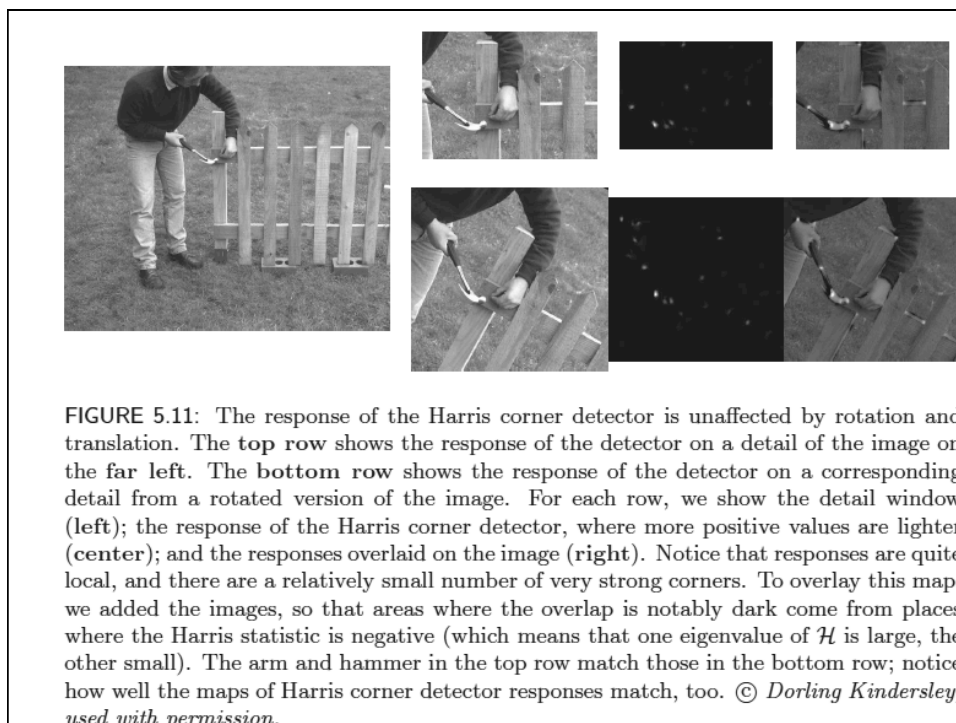 FIGURE 5.11: The response of the Harris corner detector is unaffected by rotation and
translation. The top row shows the response of the detector on a detail of the image on
the far left. The bottom row shows the response of the detector on a corresponding
detail from a rotated version of the image. For each row, we show the detail window
(left); the response of the Harris corner detector, where more positive values are lighter
(center); and the responses overlaid on the image (right). Notice that responses are quite
local, and there are a relatively small number of very strong corners. To overlay this map,
we added the images, so that areas where the overlap is notably dark come from places
where the Harris statistic is negative (which means that one eigenvalue of ℋ is large, the
other small). The arm and hammer in the top row match those in the bottom row; notice
how well the maps of Harris corner detector responses match, too. © Dorling Kindersley,
used with permission.